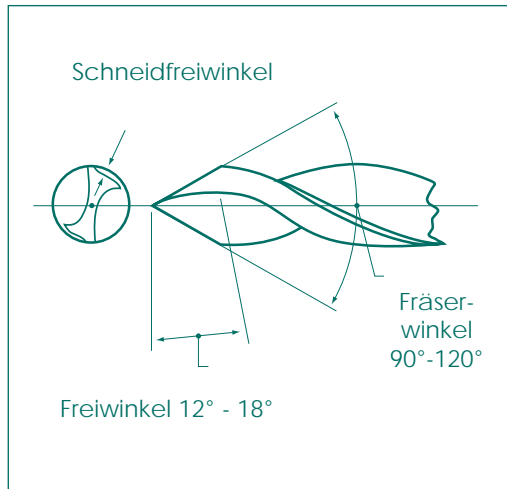 Schneidfreiwinkel
Fräser-
winkel
90°-120°
Freiwinkel 12° - 18°